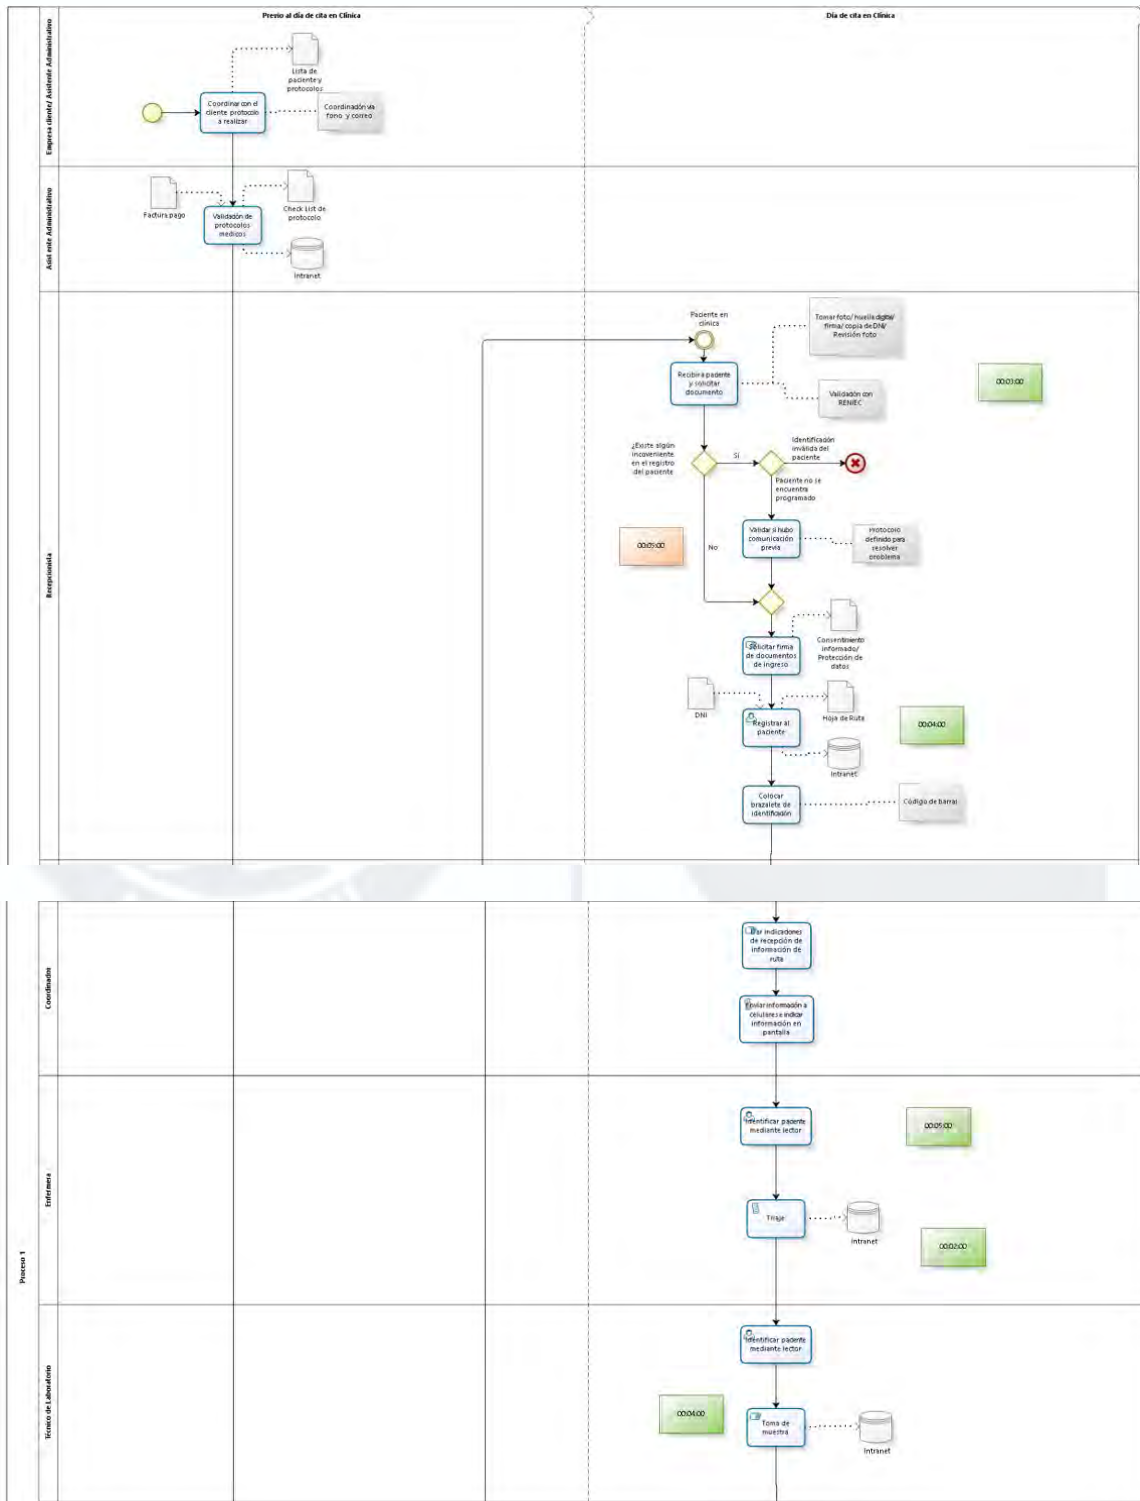 Previo al día de cita en Clínica
Día de cita en Clínica
Empresa cliente/ Asistente Administrativo
Lista de
paciente y
protocolos
Coordinar con el
cliente protocolo
a realizar
Coordinación vía
fono y correo
Asistente Administrativo
Factura pago
Validación de
protocolos
medicos
Check List de
protocolo
Intranet
Recepcionista
Paciente en
clínica
Tomar foto/ huella digital/
firma/ copia de DNI/
Revisión foto
Recibir a paciente
y solicitar
documento
00:03:00
Validación con
RENIEC
¿Existe algún
incoveniente
en el registro
del paciente
Si
Identificación
inválida del
paciente
Paciente no se
encuentra
programado
00:05:00
No
Validar si hubo
comunicación
previa
Protocolo
definido para
resolver
problema
Solicitar firma
de documentos
de ingreso
Consentimiento
informado/
Protección de
datos
DNI
Registrar al
paciente
Hoja de Ruta
00:04:00
Intranet
Colocar
brazalete de
identificación
Código de barras
Proceso 1
Coordinador
Dar indicadores
de recepción de
información de
ruta
Enviar información a
celulares e indicar
información en
pantalla
Enfermera
Identificar paciente
mediante lector
00:05:00
Triaje
Intranet
00:02:00
Técnico de Laboratorio
Identificar paciente
mediante lector
00:04:00
Toma de
muestra
Intranet